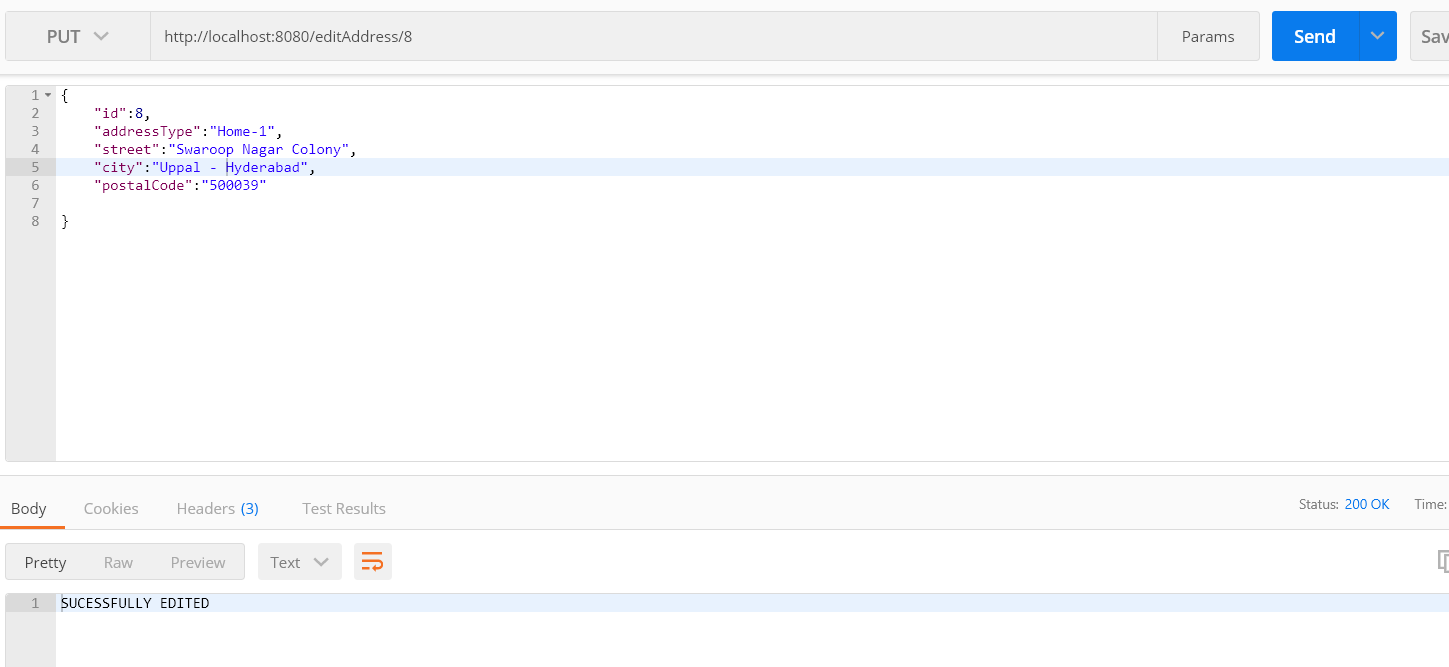 PUT http://localhost:8080/editAddress/8 Params Send Sav
1 {
2 "id":8,
3 "addressType":"Home-1",
4 "street":"Swaroop Nagar Colony",
5 "city":"Uppal - Hyderabad",
6 "postalCode":"500039"
7
8 }
Body Cookies Headers (3) Test Results Status: 200 OK Time:
Pretty Raw Preview Text
1 SUCESSFULLY EDITED